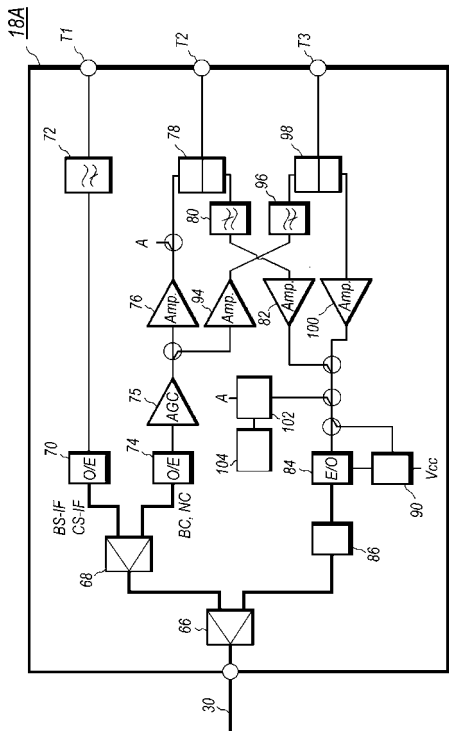 18A
T1
T2
T3
72
78
98
80
96
A
76
Amp.
94
Amp.
82
Amp.
100
Amp.
75
AGC
A
102
104
70
O/E
74
O/E
84
E/O
90
Vcc
BS-IF
CS-IF
BC, NC
68
86
66
30